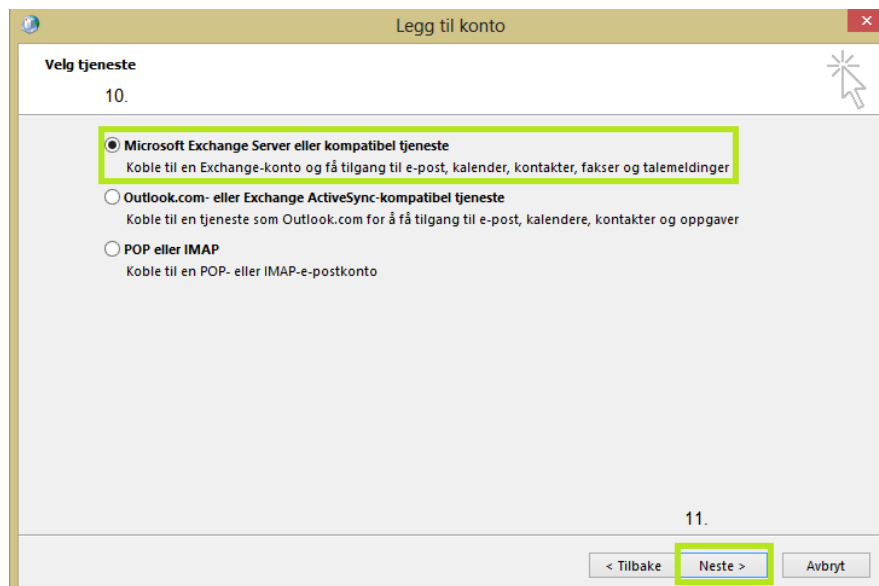 Legg til konto
Velg tjeneste
10.
Microsoft Exchange Server eller kompatibel tjeneste
Koble til en Exchange-konto og få tilgang til e-post, kalender, kontakter, fakser og talemeldinger
Outlook.com- eller Exchange ActiveSync-kompatibel tjeneste
Koble til en tjeneste som Outlook.com for å få tilgang til e-post, kalendere, kontakter og oppgaver
POP eller IMAP
Koble til en POP- eller IMAP-e-postkonto
11.
< Tilbake Neste > Avbryt